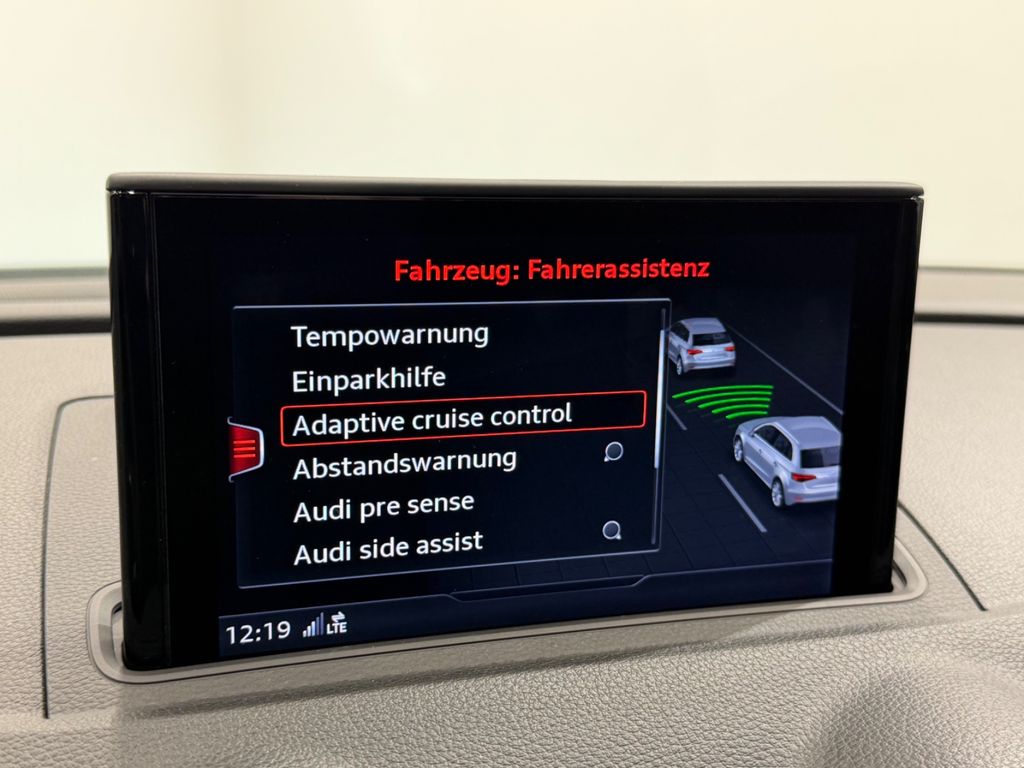 Fahrzeug: Fahrerassistenz
Tempowarnung
Einparkhilfe
Adaptive cruise control
Abstandswarnung
Audi pre sense
Audi side assist
12:19 LTE